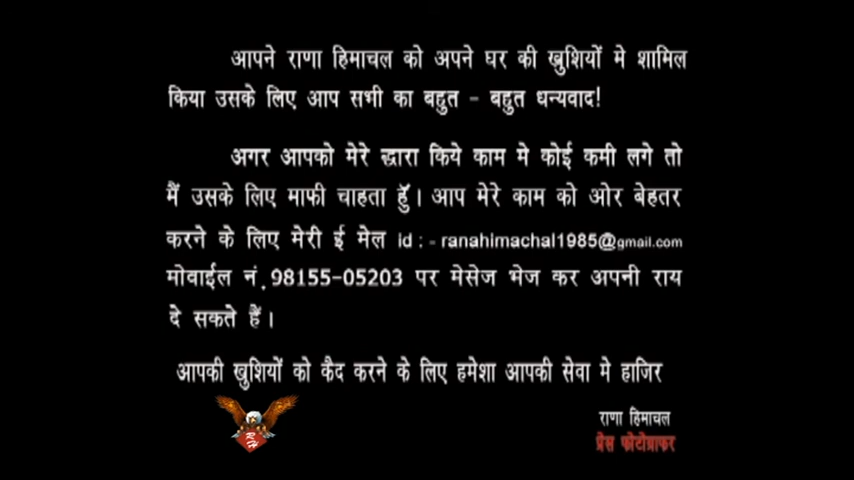 आपने राणा हिमाचल को अपने घर की खुशियों मे शामिल
किया उसके लिए आप सभी का बहुत - बहुत धन्यवाद!
अगर आपको मेरे द्धारा किये काम मे कोई कमी लगे तो
मैं उसके लिए माफी चाहता हुँ। आप मेरे काम को ओर बेहतर
करने के लिए मेरी ई मेल id : - ranahimachal1985@gmail.com
मोवाईल नं.98155-05203 पर मेसेज भेज कर अपनी राय
दे सकते हैं।
आपकी खुशियों को कैद करने के लिए हमेशा आपकी सेवा मे हाजिर
राणा हिमाचल
प्रेस फोटोग्राफर
RH